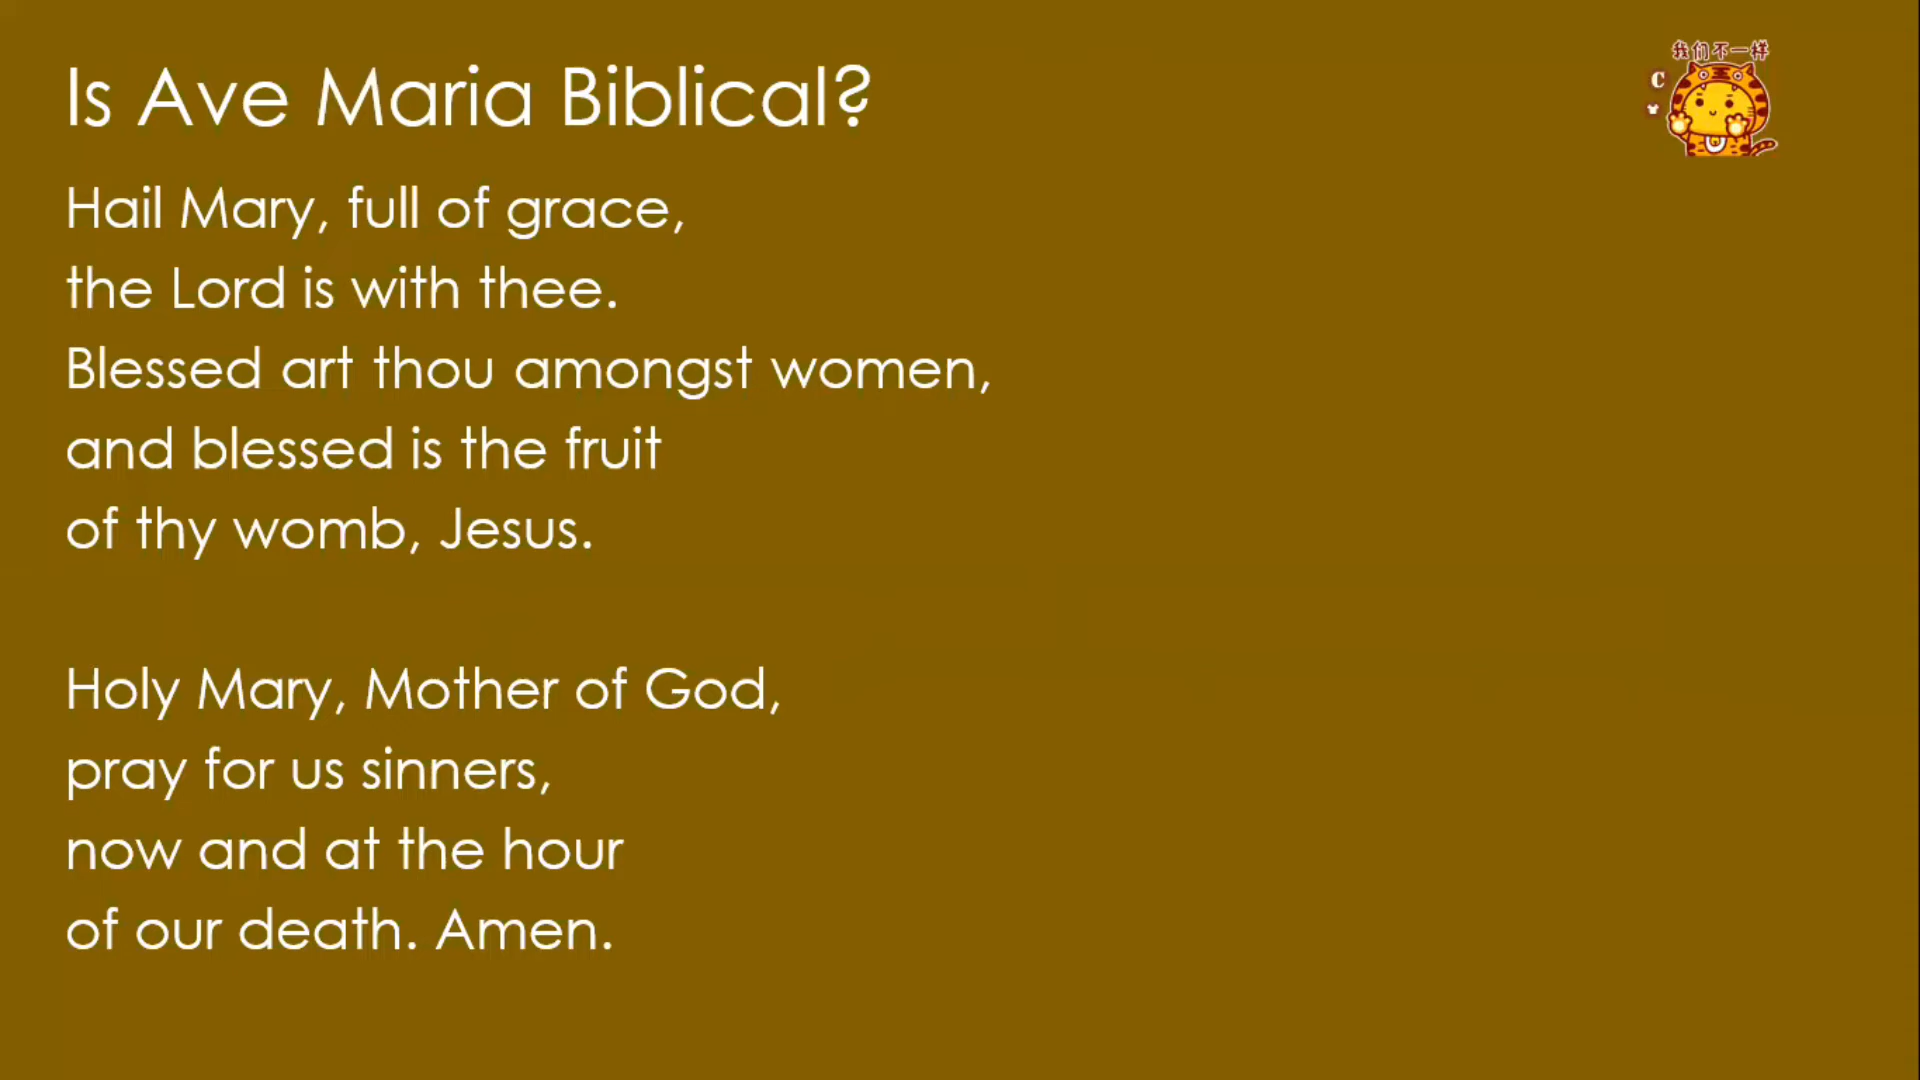 Is Ave Maria Biblical?
我们不一样
C
Hail Mary, full of grace,
the Lord is with thee.
Blessed art thou amongst women,
and blessed is the fruit
of thy womb, Jesus.
Holy Mary, Mother of God,
pray for us sinners,
now and at the hour
of our death. Amen.